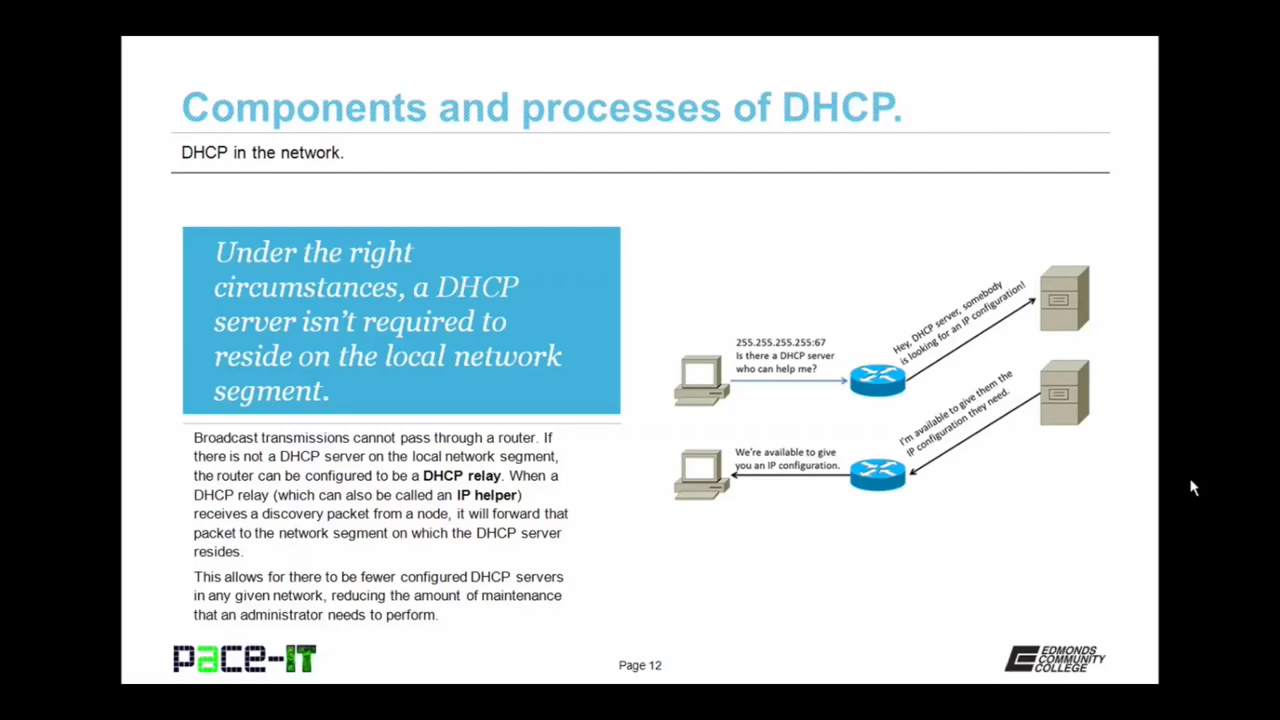 Components and processes of DHCP.
DHCP in the network.
Under the right
circumstances, a DHCP
server isn't required to
reside on the local network
segment.
Broadcast transmissions cannot pass through a router. If
there is not a DHCP server on the local network segment,
the router can be configured to be a DHCP relay. When a
DHCP relay (which can also be called an IP helper)
receives a discovery packet from a node, it will forward that
packet to the network segment on which the DHCP server
resides.
This allows for there to be fewer configured DHCP servers
in any given network, reducing the amount of maintenance
that an administrator needs to perform.
255.255.255.255:67
Is there a DHCP server
who can help me?
Hey, DHCP server, somebody
is looking for an IP configuration!
I'm available to give them the
IP configuration they need.
We're available to give
you an IP configuration.
pace-IT
Page 12
EDMONDS
COMMUNITY
COLLEGE